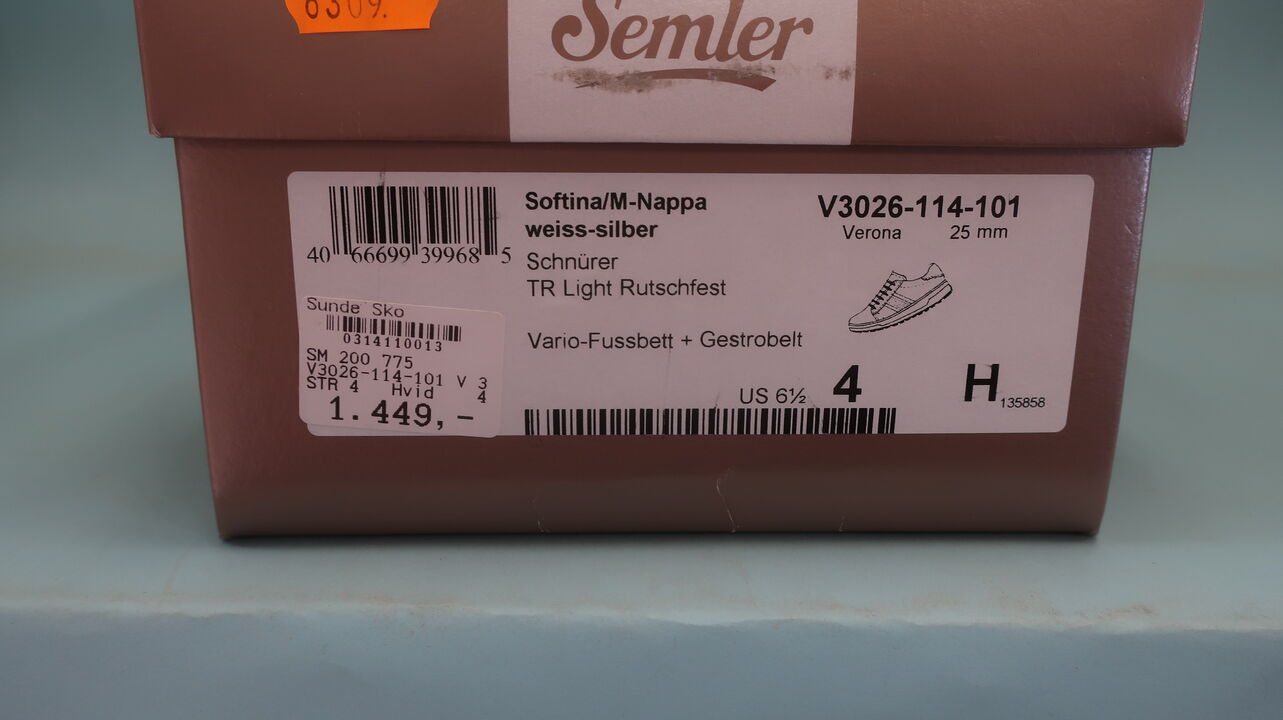 6309.
Semler
40 66699 39968 5
Softina/M-Nappa
weiss-silber
Schnürer
TR Light Rutschfest
Vario-Fussbett + Gestrobelt
V3026-114-101
Verona 25 mm
US 6½ 4 H 135858
Sunde Sko
0314110013
SM 200 775
V3026-114-101 V 3
STR 4 Hvid 4
1.449,-